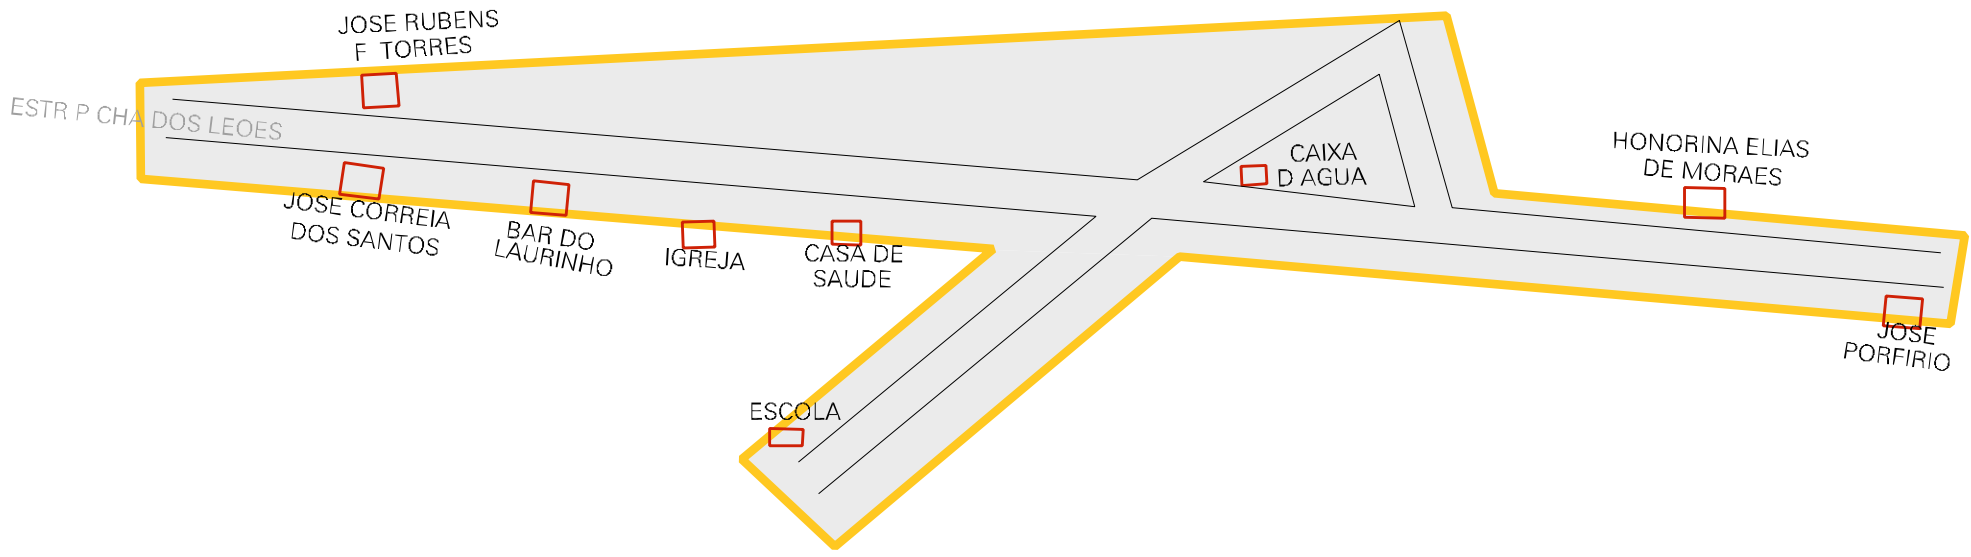 JOSE RUBENS
F TORRES
ESTR P CHA DOS LEOES
JOSE CORREIA
DOS SANTOS
BAR DO
LAURINHO
IGREJA
CASA DE
SAUDE
CAIXA
D AGUA
HONORINA ELIAS
DE MORAES
JOSE
PORFIRIO
ESCOLA